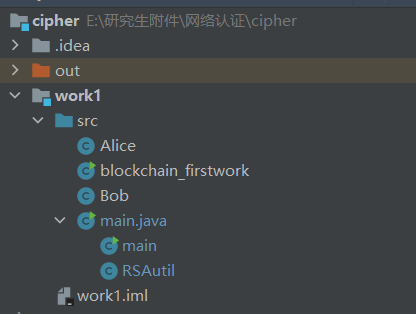 cipher E:\研究生附件\网络认证\cipher
.idea
out
work1
src
Alice
blockchain_firstwork
Bob
main.java
main
RSAutil
work1.iml